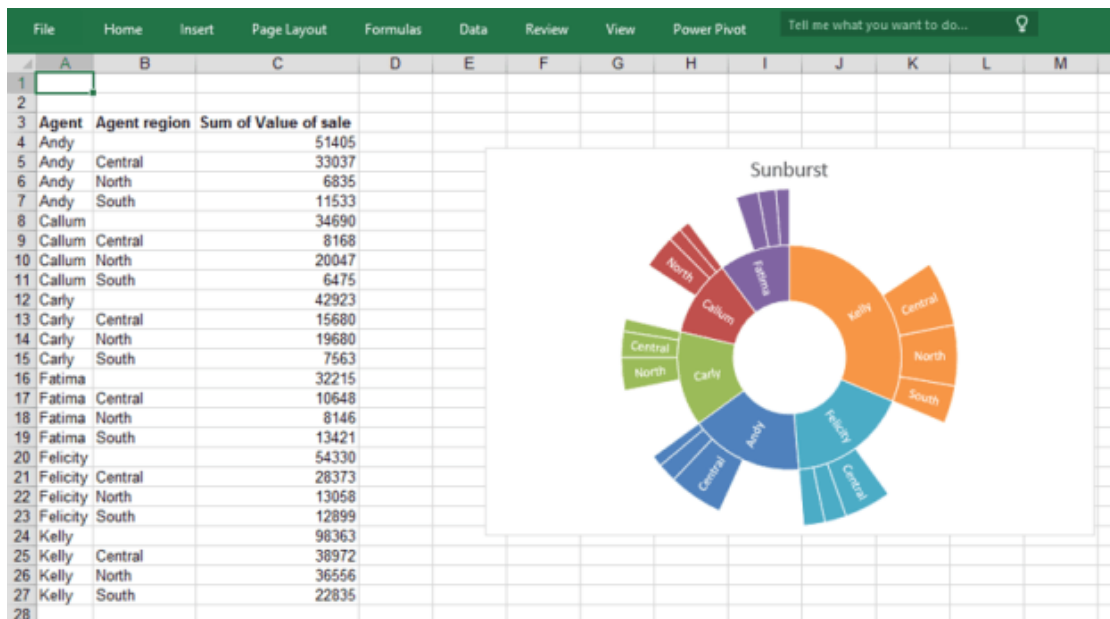 File Home Insert Page Layout Formulas Data Review View Power Pivot Tell me what you want to do...
A B C D E F G H I J K L M
1
2
3 Agent Agent region Sum of Value of sale
4 Andy 51405
5 Andy Central 33037
6 Andy North 6835
7 Andy South 11533
8 Callum 34690
9 Callum Central 8168
10 Callum North 20047
11 Callum South 6475
12 Carly 42923
13 Carly Central 15680
14 Carly North 19680
15 Carly South 7563
16 Fatima 32215
17 Fatima Central 10648
18 Fatima North 8146
19 Fatima South 13421
20 Felicity 54330
21 Felicity Central 28373
22 Felicity North 13058
23 Felicity South 12899
24 Kelly 98363
25 Kelly Central 38972
26 Kelly North 36556
27 Kelly South 22835
28
Sunburst
Kelly
Central
North
South
Felicity
Central
Andy
Central
Carly
Central
North
Callum
North
Fatima